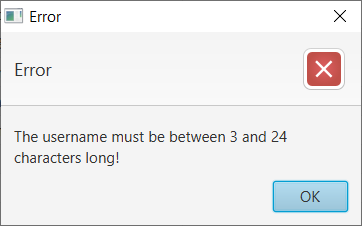 Error
Error
The username must be between 3 and 24
characters long!
OK